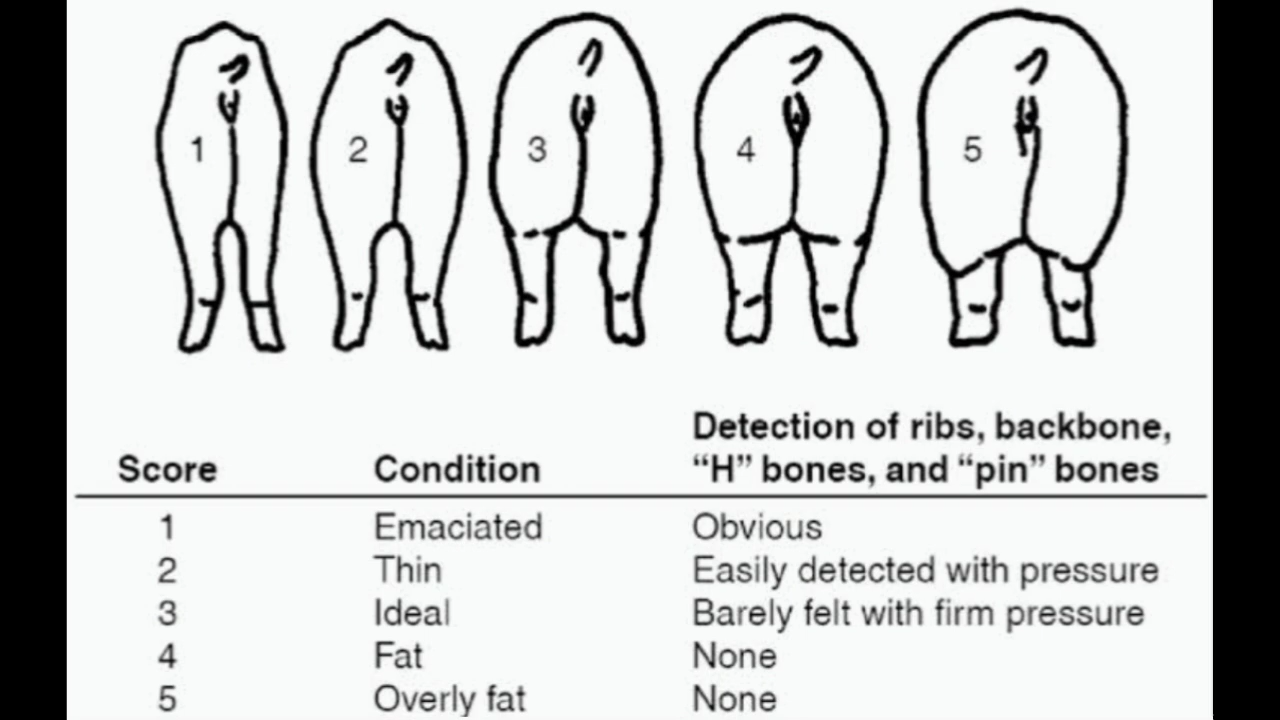 1 2 3 4 5
Detection of ribs, backbone,
Score Condition "H" bones, and "pin" bones
1 Emaciated Obvious
2 Thin Easily detected with pressure
3 Ideal Barely felt with firm pressure
4 Fat None
5 Overly fat None